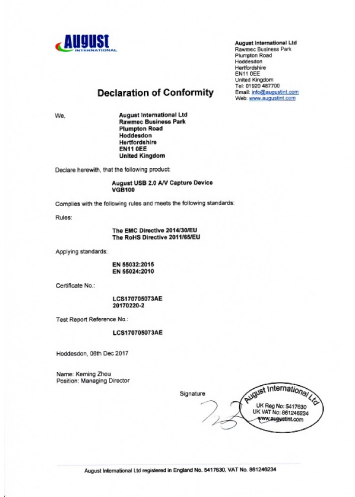 AUGUST
INTERNATIONAL
August International Ltd
Rawmec Business Park
Plumpton Road
Hoddesdon
Hertfordshire
EN11 0EE
United Kingdom
Tel: 01920 487700
Email: info@augustint.com
Web: www.augustint.com
Declaration of Conformity
We,
August International Ltd
Rawmec Business Park
Plumpton Road
Hoddesdon
Hertfordshire
EN11 0EE
United Kingdom
Declare herewith, that the following product:
August USB 2.0 A/V Capture Device
VGB100
Complies with the following rules and meets the following standards:
Rules:
The EMC Directive 2014/30/EU
The RoHS Directive 2011/65/EU
Applying standards:
EN 55032:2015
EN 55024:2010
Certificate No.:
LCS170705073AE
20170220-2
Test Report Reference No.:
LCS170705073AE
Hoddesdon, 06th Dec 2017
Name: Keming Zhou
Position: Managing Director
Signature
August International Ltd
UK Reg No: 5417630
UK VAT No: 861246234
www.augustint.com
August International Ltd registered in England No. 5417630, VAT No. 861246234